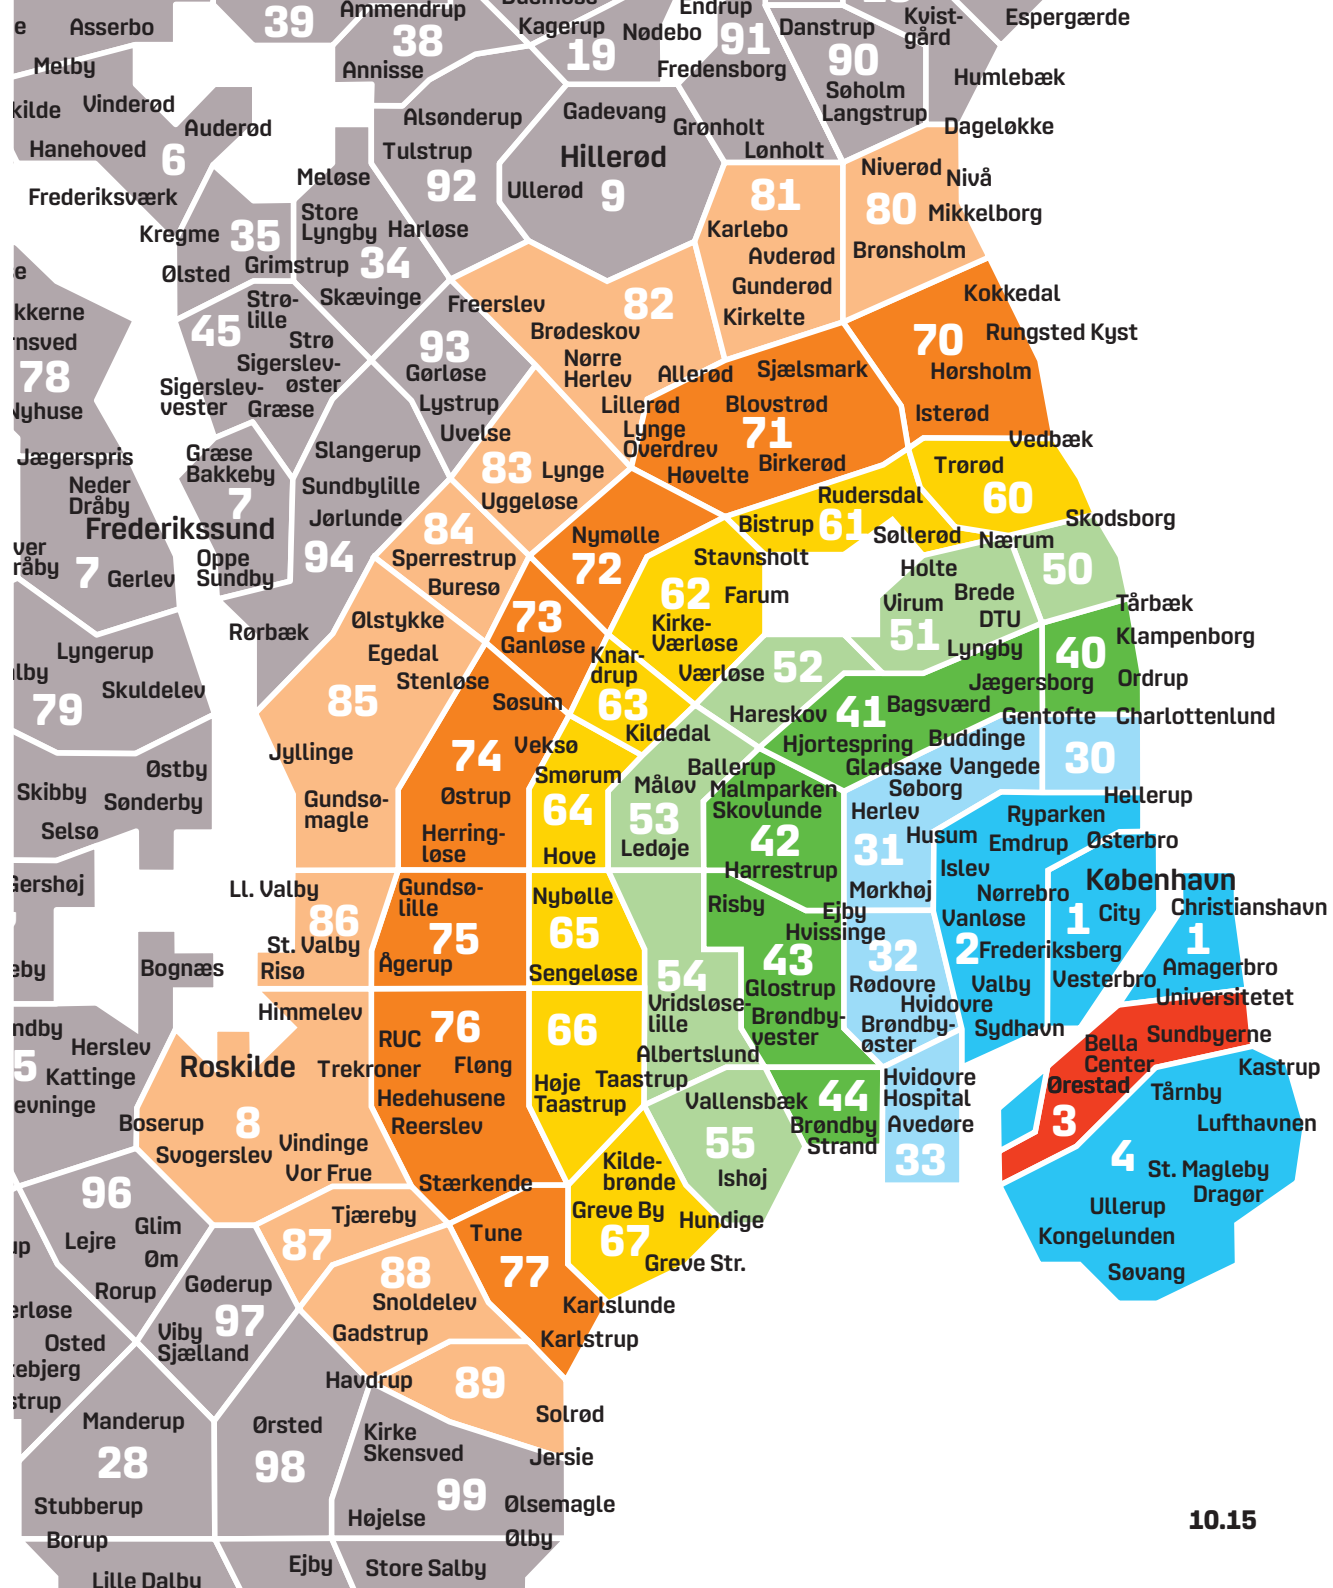 Ammendrup
Endrup
Kvist-
gård
Espergærde
Asserbo
39
38
Kagerup
Nødebo
91
Danstrup
19
90
Melby
Annisse
Fredensborg
Humlebæk
Søholm
Langstrup
Vinderød
Auderød
Alsønderup
Gadevang
Grønholt
Dageløkke
Hanehoved
6
Tulstrup
Hillerød
Lønholt
Niverød
Nivå
Meløse
92
Ullerød
9
81
80
Mikkelborg
Frederiksværk
Store
Lyngby
Harløse
Karlebo
Kregme
35
34
Avderød
Brønsholm
Ølsted
Grimstrup
Gunderød
Kokkedal
Skævinge
Freerslev
82
Kirkelte
Strø-
lille
Brødeskov
70
Rungsted Kyst
45
Strø
93
Nørre
Herlev
Allerød
Sjælsmark
Hørsholm
78
Sigerslev-
øster
Gørløse
Sigerslev-
vester
Græse
Lystrup
Lillerød
Blovstrød
Isterød
Nyhuse
Uvelse
Lynge
Overdrev
71
Vedbæk
Jægerspris
Græse
Bakkeby
Slangerup
83
Lynge
Høvelte
Birkerød
Trørød
Neder
Dråby
7
Sundbylille
Uggeløse
Rudersdal
60
Frederikssund
Jørlunde
84
Nymølle
Bistrup
61
Søllerød
Skodsborg
Nærum
7
Gerlev
Oppe
Sundby
94
Sperrestrup
72
Stavnsholt
Holte
50
Buresø
62
Farum
Virum
Brede
Tårbæk
Ølstykke
73
Kirke-
Værløse
DTU
51
Rørbæk
Ganløse
Lyngby
40
Klampenborg
Lyngerup
Egedal
Knar-
drup
Værløse
52
Jægersborg
Ordrup
Skuldelev
Stenløse
79
85
Søsum
63
Hareskov
41
Bagsværd
Gentofte
Charlottenlund
Kildedal
Hjortespring
Buddinge
Jyllinge
74
Veksø
Ballerup
Gladsaxe
Vangede
30
Østby
Smørum
Måløv
Malmparken
Søborg
Hellerup
Skibby
Sønderby
Gundsø-
magle
Østrup
64
53
Skovlunde
Herlev
Ryparken
Selsø
Herring-
løse
Hove
Ledøje
42
31
Husum
Emdrup
Østerbro
Gershøj
Harrestrup
Islev
København
Ll. Valby
Gundsø-
lille
Nybølle
Risby
Mørkhøj
Nørrebro
1
City
Christianshavn
86
75
65
Ejby
Hvissinge
Vanløse
1
St. Valby
43
32
2
Frederiksberg
Bognæs
Risø
Ågerup
Sengeløse
54
Glostrup
Rødovre
Valby
Vesterbro
Amagerbro
Himmelev
Vridsløse-
lille
Brøndby-
vester
Hvidovre
Universitetet
Herslev
RUC
76
66
Brøndby-
øster
Sydhavn
Bella
Center
Sundbyerne
Roskilde
Trekroner
Fløng
Albertslund
Kattinge
Høje
Taastrup
Taastrup
Hvidovre
Hospital
Ørestad
Kastrup
Hedehusene
Vallensbæk
44
Tårnby
Boserup
8
Reerslev
Brøndby
Strand
Avedøre
3
Lufthavnen
Svogerslev
Vindinge
55
33
4
Vor Frue
Stærkende
Kilde-
brønde
Ishøj
St. Magleby
96
Tjæreby
Greve By
Hundige
Dragør
Glim
87
Tune
67
Ullerup
Lejre
Øm
Greve Str.
Kongelunden
Rorup
Gøderup
88
77
Søvang
Snoldelev
Karlslunde
Osted
Viby
Sjælland
97
Gadstrup
Karlstrup
Havdrup
89
Manderup
Ørsted
Solrød
28
98
Kirke
Skensved
Jersie
Stubberup
99
Ølsemagle
Højelse
10.15
Borup
Ølby
Ejby
Store Salby
Lille Dalby